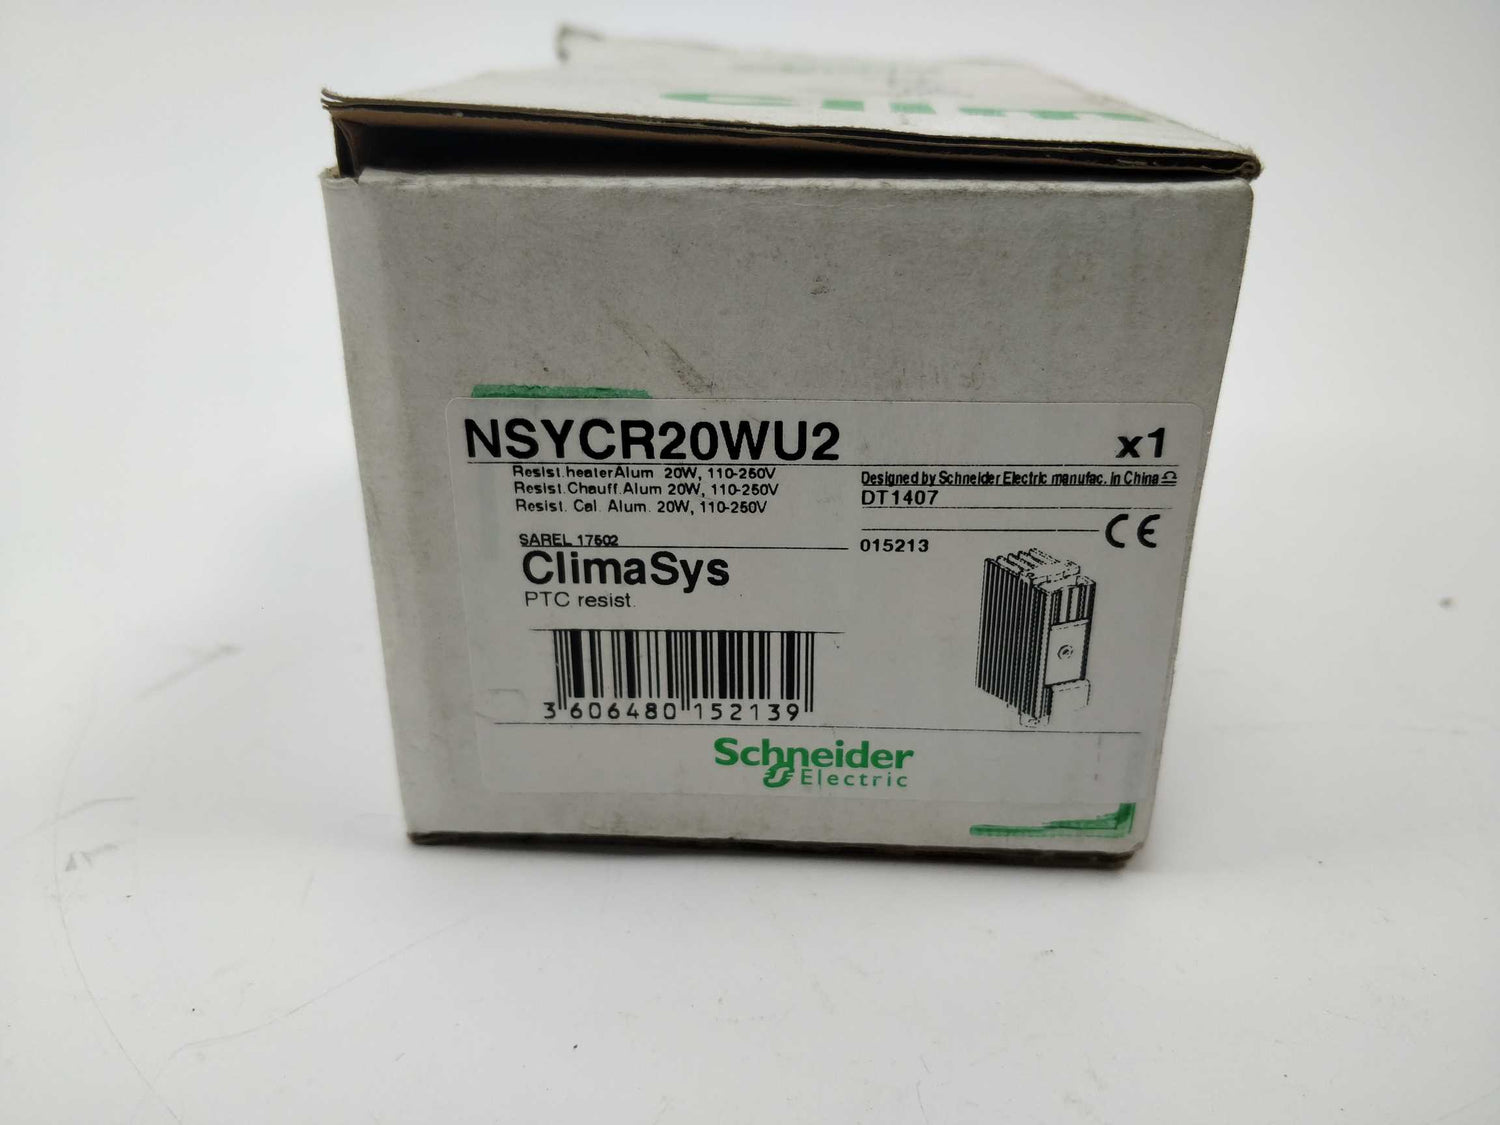 clim
NSYCR20WU2 x1
Resist.heaterAlum 20W, 110-250V
Resist.Chauff.Alum 20W, 110-250V
Resist. Cal. Alum. 20W, 110-250V
Designed by Schneider Electric manufac. in China
DT1407
SAREL 17502
015213
CE
ClimaSys
PTC resist.
3 606480 152139
Schneider
Electric